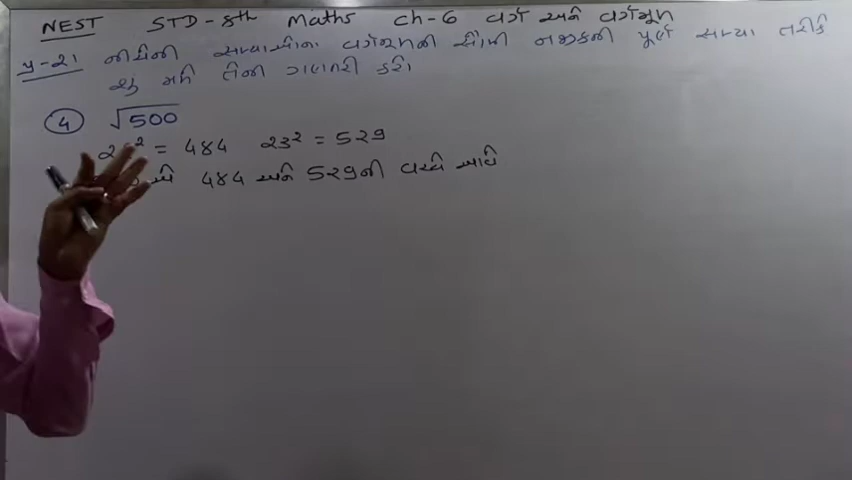 NEST STD-8th Maths ch-6 વર્ગ અને વર્ગમૂળ
પ્ર-21 નીચેની સંખ્યાઓના વર્ગમૂળની સૌથી નજીકની પૂર્ણ સંખ્યા તરીકે
શું મળે તેની ગણતરી કરો
4 √500
= 484 23² = 529
484 અને 529ની વચ્ચે આવે